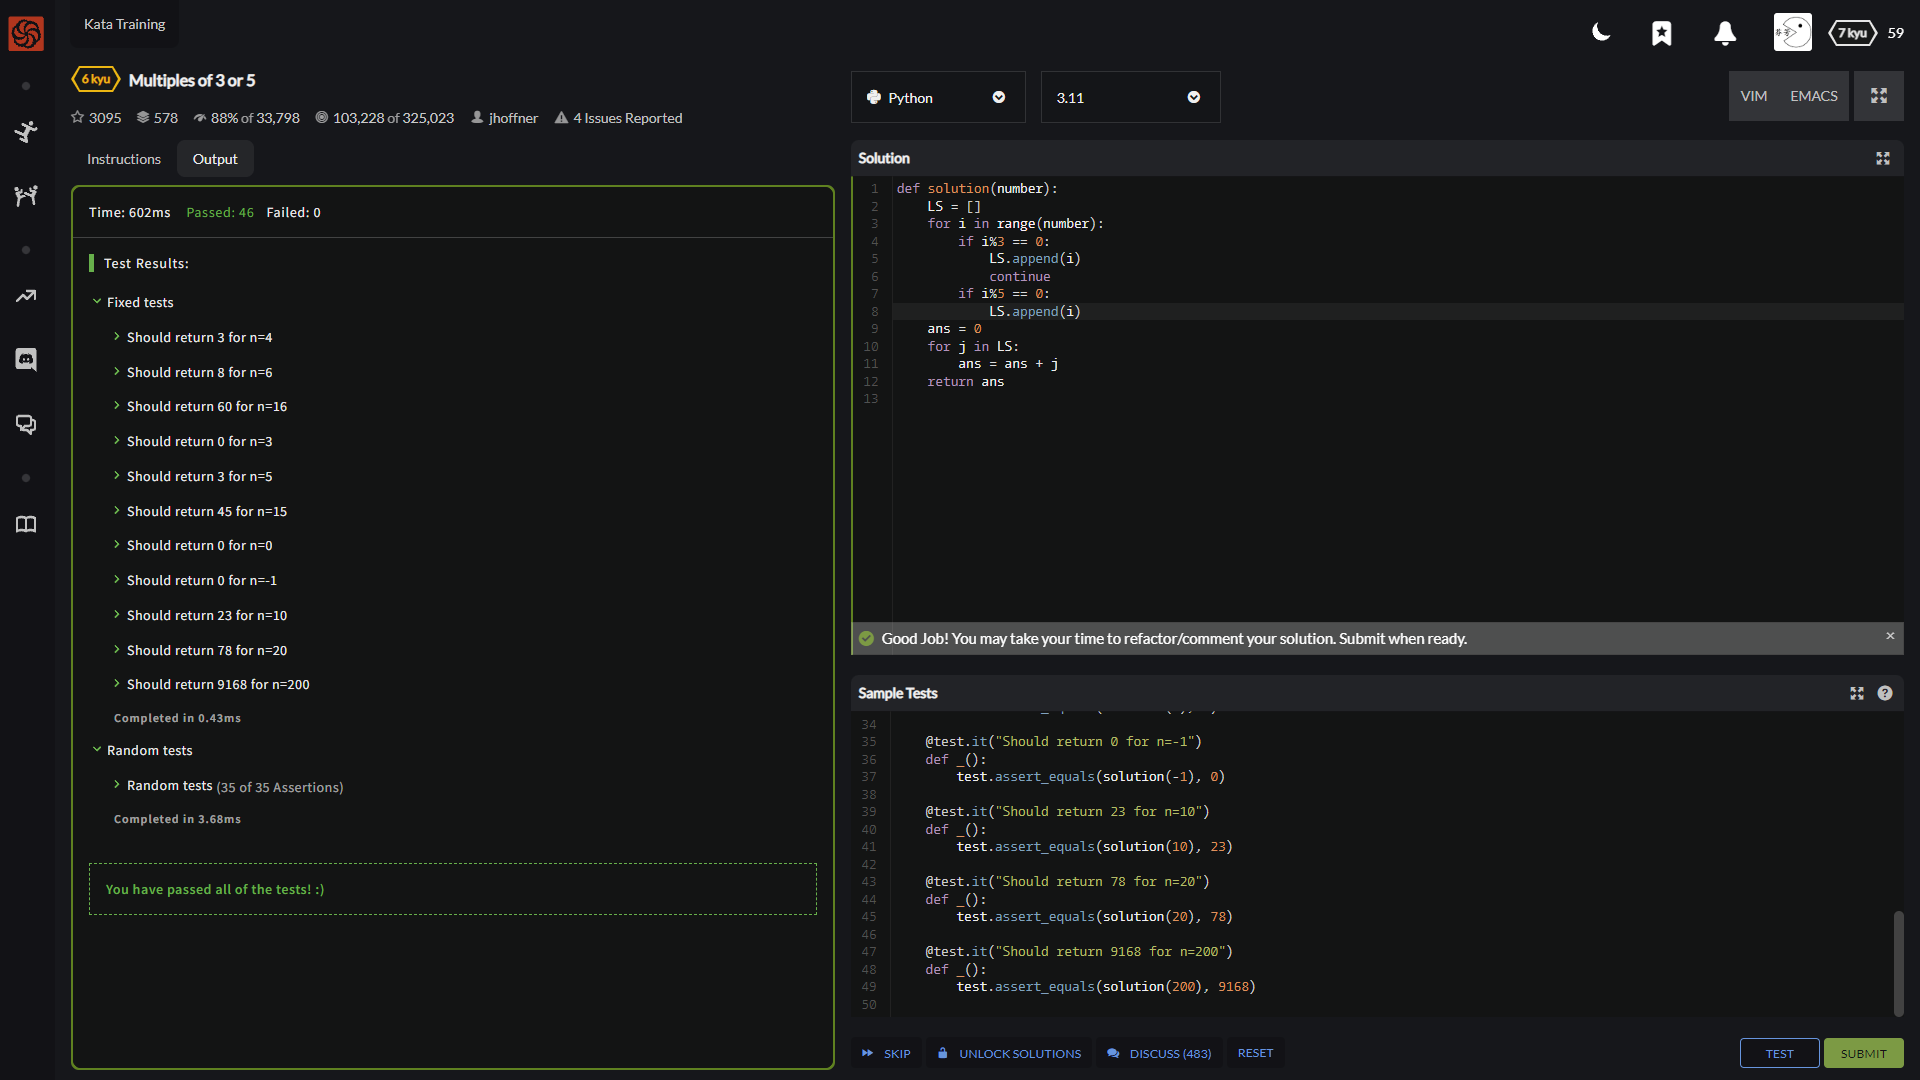 Kata Training
7 kyu
59
6 kyu
Multiples of 3 or 5
3095
578
88% of 33,798
103,228 of 325,023
jhoffner
4 Issues Reported
Instructions
Output
Time: 602ms Passed: 46 Failed: 0
Test Results:
Fixed tests
Should return 3 for n=4
Should return 8 for n=6
Should return 60 for n=16
Should return 0 for n=3
Should return 3 for n=5
Should return 45 for n=15
Should return 0 for n=0
Should return 0 for n=-1
Should return 23 for n=10
Should return 78 for n=20
Should return 9168 for n=200
Completed in 0.43ms
Random tests
Random tests (35 of 35 Assertions)
Completed in 3.68ms
You have passed all of the tests! :)
Python
3.11
VIM
EMACS
Solution
1 def solution(number):
2 LS = []
3 for i in range(number):
4 if i%3 == 0:
5 LS.append(i)
6 continue
7 if i%5 == 0:
8 LS.append(i)
9 ans = 0
10 for j in LS:
11 ans = ans + j
12 return ans
13
Good Job! You may take your time to refactor/comment your solution. Submit when ready.
Sample Tests
34
35 @test.it("Should return 0 for n=-1")
36 def _():
37 test.assert_equals(solution(-1), 0)
38
39 @test.it("Should return 23 for n=10")
40 def _():
41 test.assert_equals(solution(10), 23)
42
43 @test.it("Should return 78 for n=20")
44 def _():
45 test.assert_equals(solution(20), 78)
46
47 @test.it("Should return 9168 for n=200")
48 def _():
49 test.assert_equals(solution(200), 9168)
50
SKIP
UNLOCK SOLUTIONS
DISCUSS (483)
RESET
TEST
SUBMIT